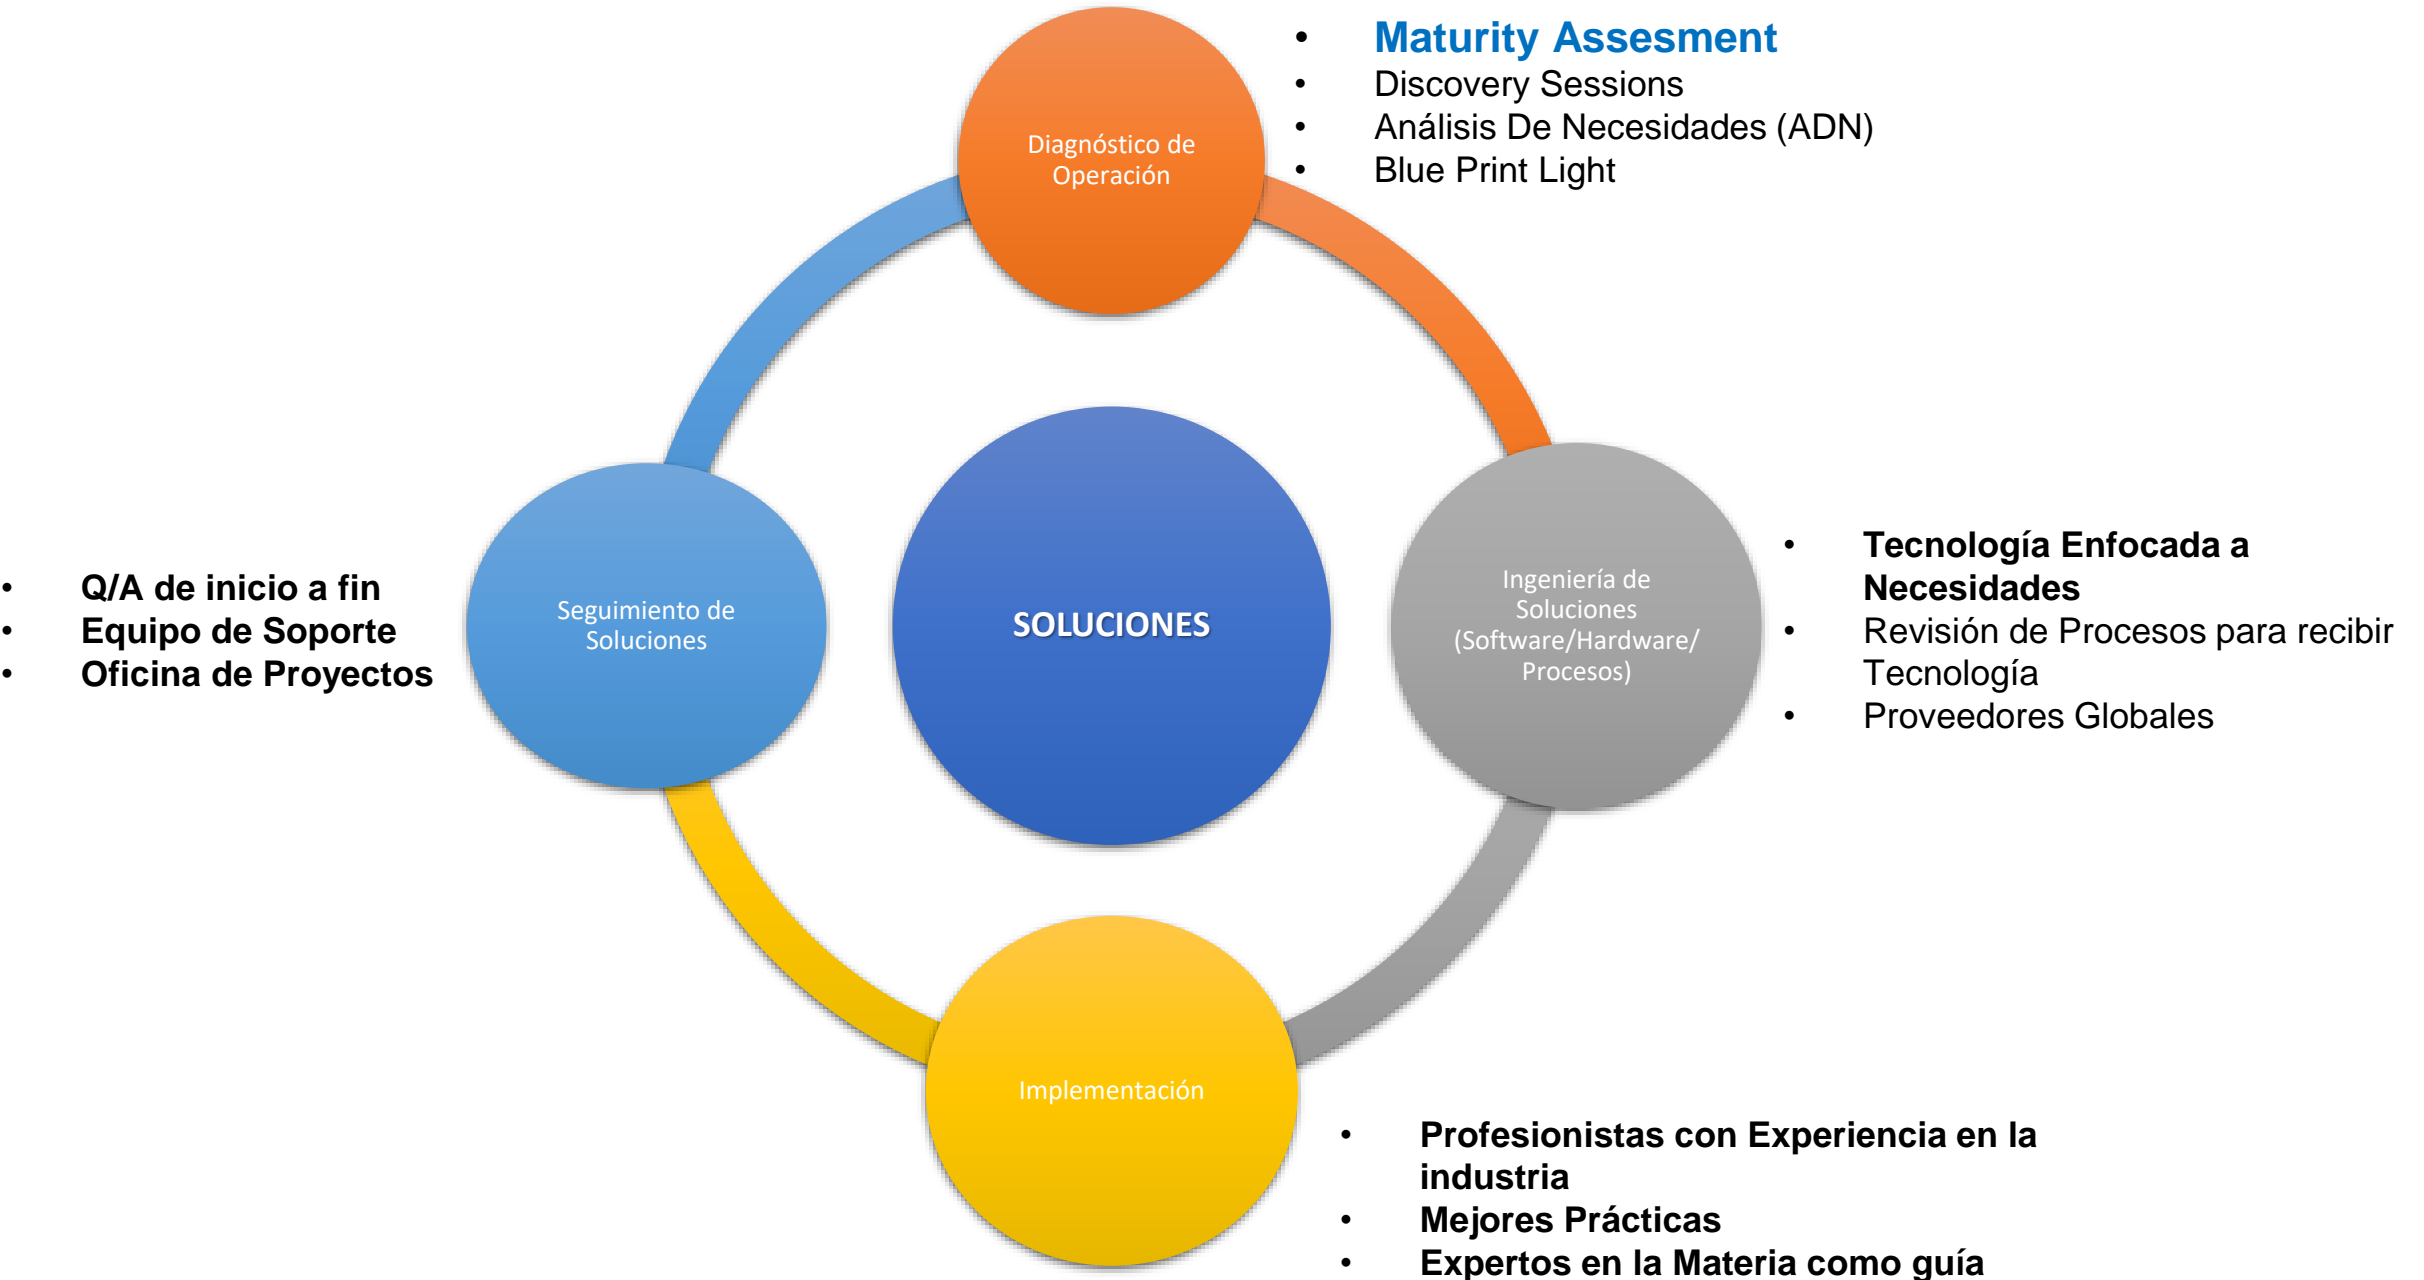 • Maturity Assesment
• Discovery Sessions
• Análisis De Necesidades (ADN)
• Blue Print Light
Diagnóstico de
Operación
• Tecnología Enfocada a
Necesidades
• Revisión de Procesos para recibir
Tecnología
• Proveedores Globales
Ingeniería de
Soluciones
(Software/Hardware/
Procesos)
SOLUCIONES
Seguimiento de
Soluciones
• Q/A de inicio a fin
• Equipo de Soporte
• Oficina de Proyectos
Implementación
• Profesionistas con Experiencia en la
industria
• Mejores Prácticas
• Expertos en la Materia como guía